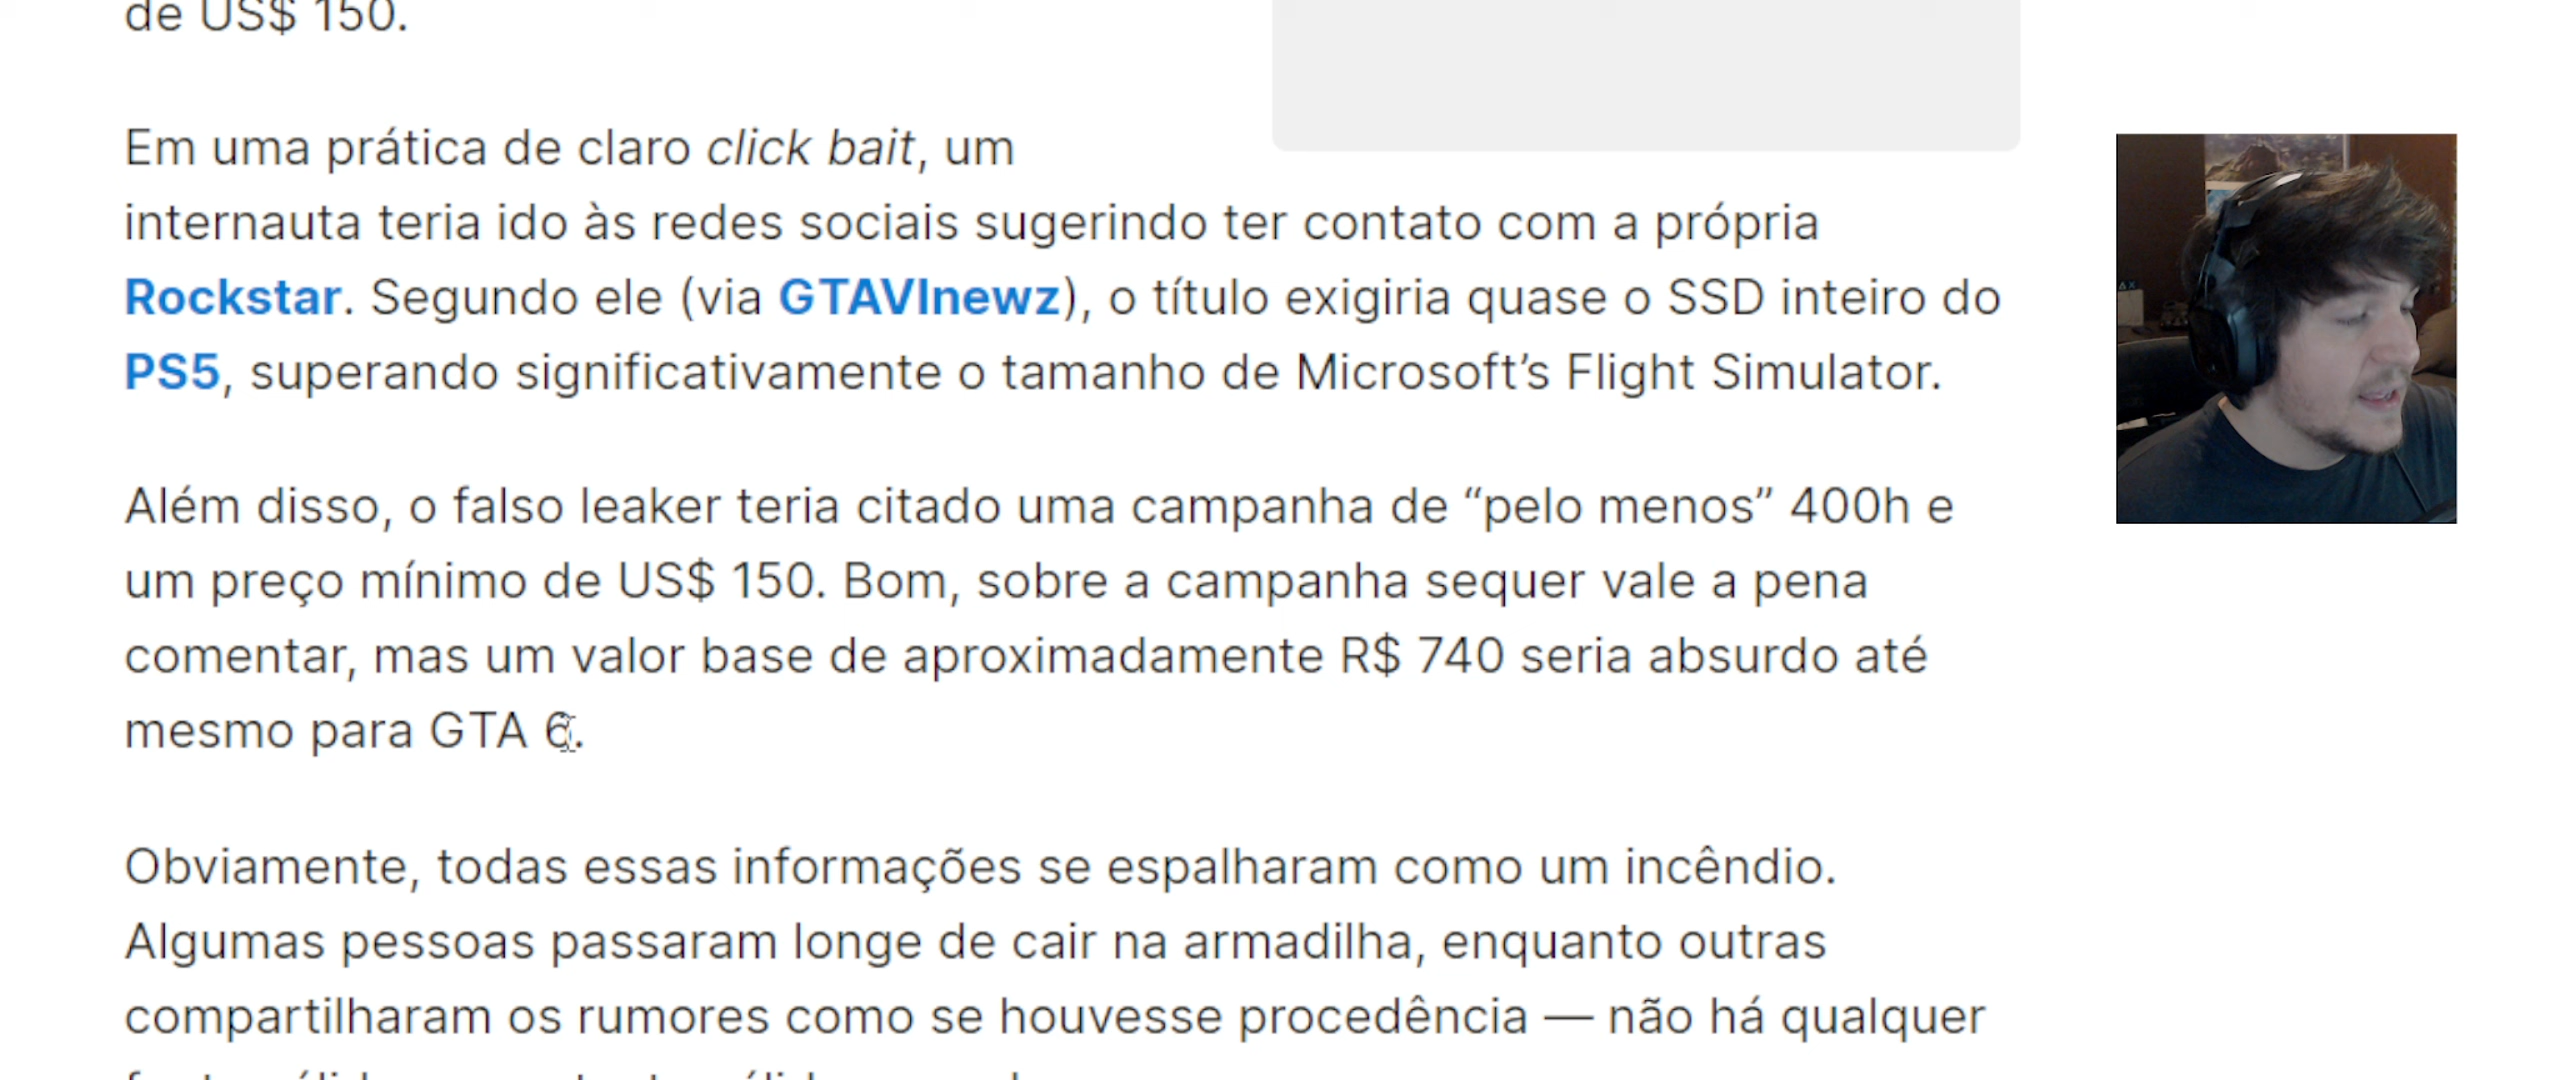 de US$ 150.
Em uma prática de claro click bait, um
internauta teria ido às redes sociais sugerindo ter contato com a própria
Rockstar. Segundo ele (via GTAVInewz), o título exigiria quase o SSD inteiro do
PS5, superando significativamente o tamanho de Microsoft’s Flight Simulator.
Além disso, o falso leaker teria citado uma campanha de “pelo menos” 400h e
um preço mínimo de US$ 150. Bom, sobre a campanha sequer vale a pena
comentar, mas um valor base de aproximadamente R$ 740 seria absurdo até
mesmo para GTA 6.
Obviamente, todas essas informações se espalharam como um incêndio.
Algumas pessoas passaram longe de cair na armadilha, enquanto outras
compartilharam os rumores como se houvesse procedência — não há qualquer